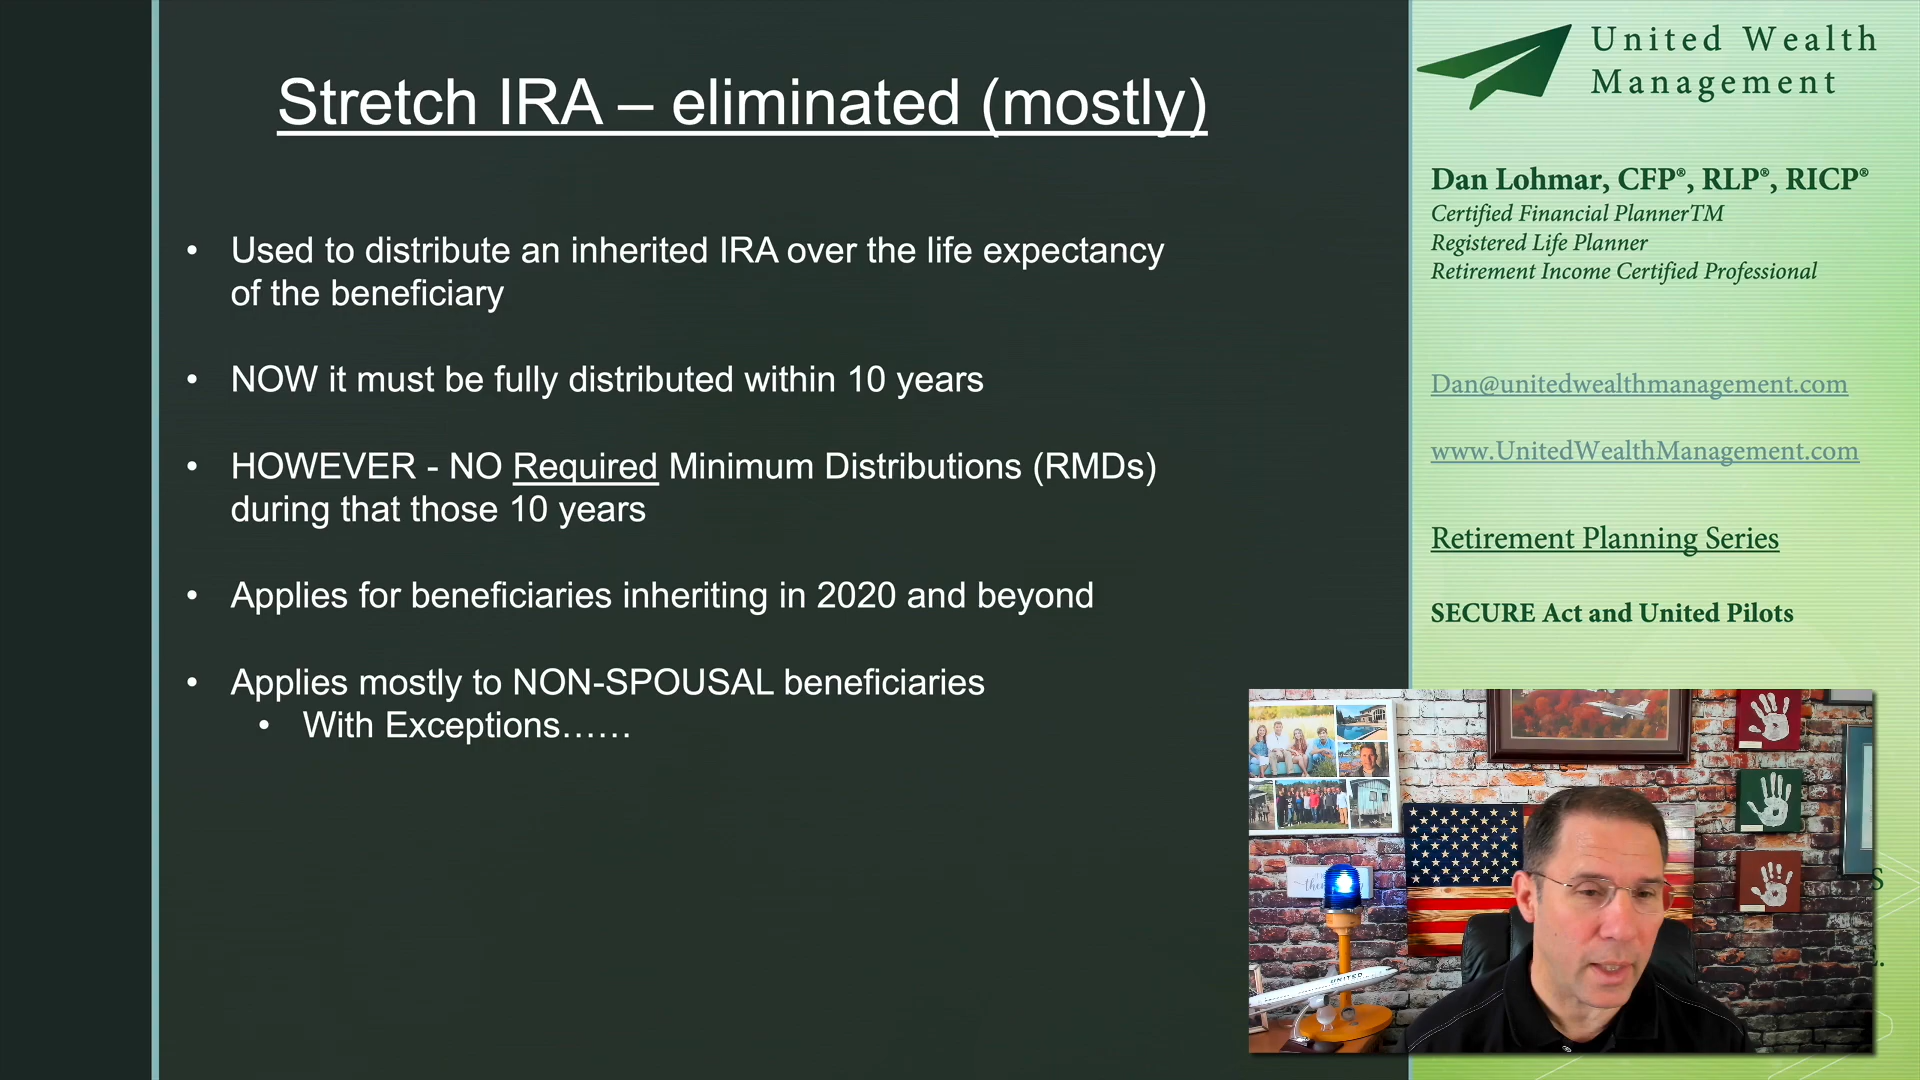 Stretch IRA – eliminated (mostly)
• Used to distribute an inherited IRA over the life expectancy
of the beneficiary
• NOW it must be fully distributed within 10 years
• HOWEVER - NO Required Minimum Distributions (RMDs)
during that those 10 years
• Applies for beneficiaries inheriting in 2020 and beyond
• Applies mostly to NON-SPOUSAL beneficiaries
• With Exceptions……
United Wealth
Management
Dan Lohmar, CFP®, RLP®, RICP®
Certified Financial PlannerTM
Registered Life Planner
Retirement Income Certified Professional
Dan@unitedwealthmanagement.com
www.UnitedWealthManagement.com
Retirement Planning Series
SECURE Act and United Pilots
UNITED